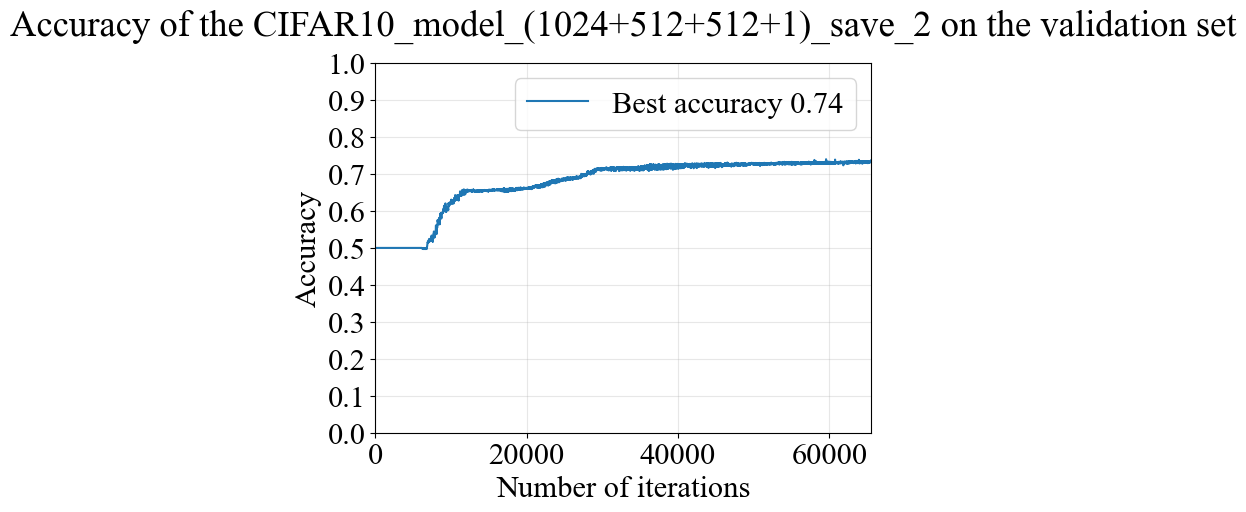 Accuracy of the CIFAR10_model_(1024+512+512+1)_save_2 on the validation set
Best accuracy 0.74
1.0
0.9
0.8
0.7
0.6
0.5
0.4
0.3
0.2
0.1
0.0
Accuracy
0 20000 40000 60000
Number of iterations